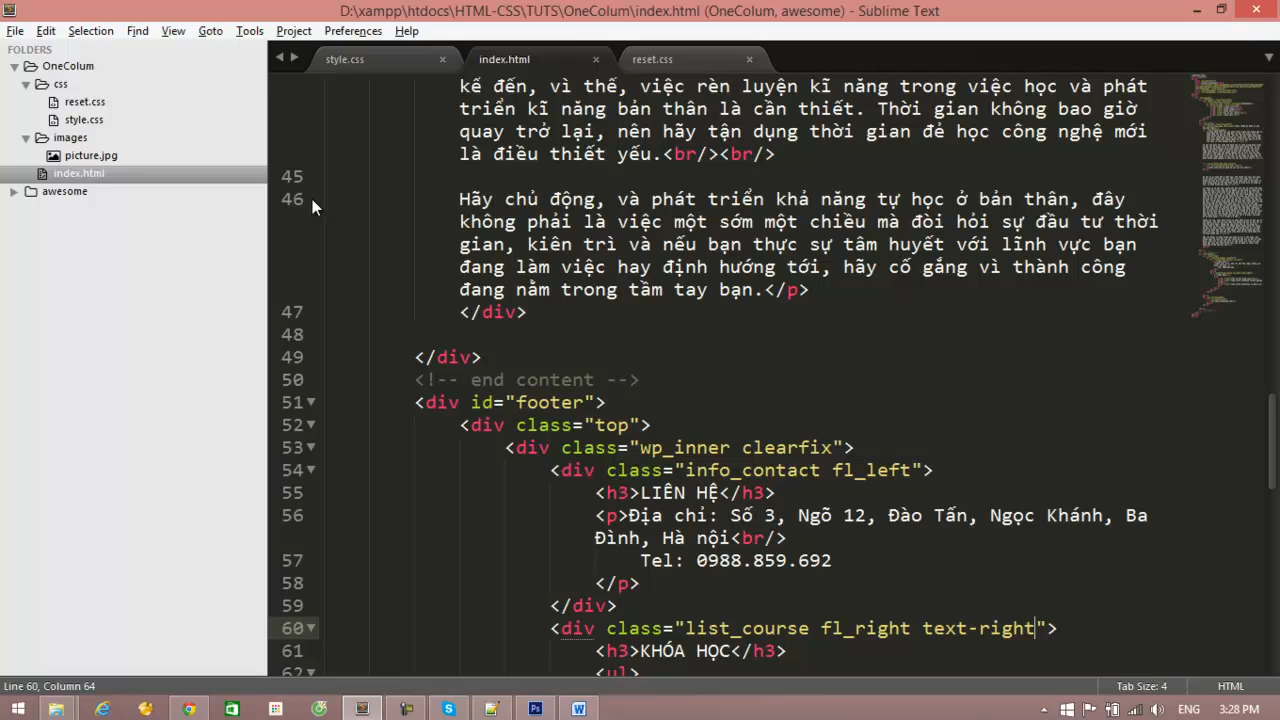 D:\xampp\htdocs\HTML-CSS\TUTS\OneColum\index.html (OneColum, awesome) - Sublime Text
File Edit Selection Find View Goto Tools Project Preferences Help
FOLDERS
OneColum
css
reset.css
style.css
images
picture.jpg
index.html
awesome
style.css × index.html × reset.css ×
kế đến, vì thế, việc rèn luyện kĩ năng trong việc học và phát
triển kĩ năng bản thân là cần thiết. Thời gian không bao giờ
quay trở lại, nên hãy tận dụng thời gian đẻ học công nghệ mới
là điều thiết yếu.<br/><br/>
45
46 Hãy chủ động, và phát triển khả năng tự học ở bản thân, đây
không phải là việc một sớm một chiều mà đòi hỏi sự đầu tư thời
gian, kiên trì và nếu bạn thực sự tâm huyết với lĩnh vực bạn
đang làm việc hay định hướng tới, hãy cố gắng vì thành công
đang nằm trong tầm tay bạn.</p>
47 </div>
48
49 </div>
50 <!-- end content -->
51 <div id="footer">
52 <div class="top">
53 <div class="wp_inner clearfix">
54 <div class="info_contact fl_left">
55 <h3>LIÊN HỆ</h3>
56 <p>Địa chỉ: Số 3, Ngõ 12, Đào Tấn, Ngọc Khánh, Ba
Đình, Hà nội<br/>
57 Tel: 0988.859.692
58 </p>
59 </div>
60 <div class="list_course fl_right text-right">
61 <h3>KHÓA HỌC</h3>
62 <ul>
Line 60, Column 64 Tab Size: 4 HTML
ENG 3:28 PM